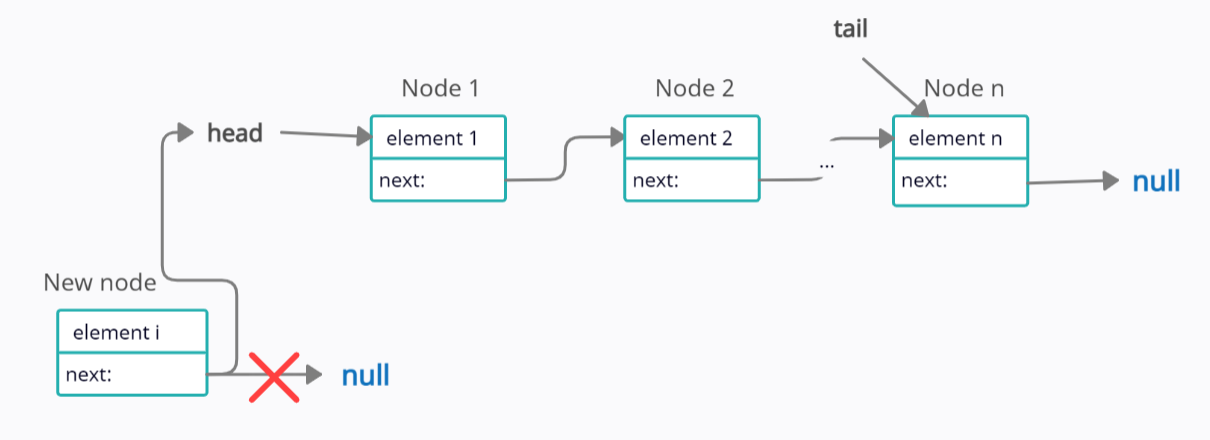 tail
Node 1
Node 2
Node n
head
element 1
element 2
element n
next:
next:
...
next:
null
New node
element i
next:
null